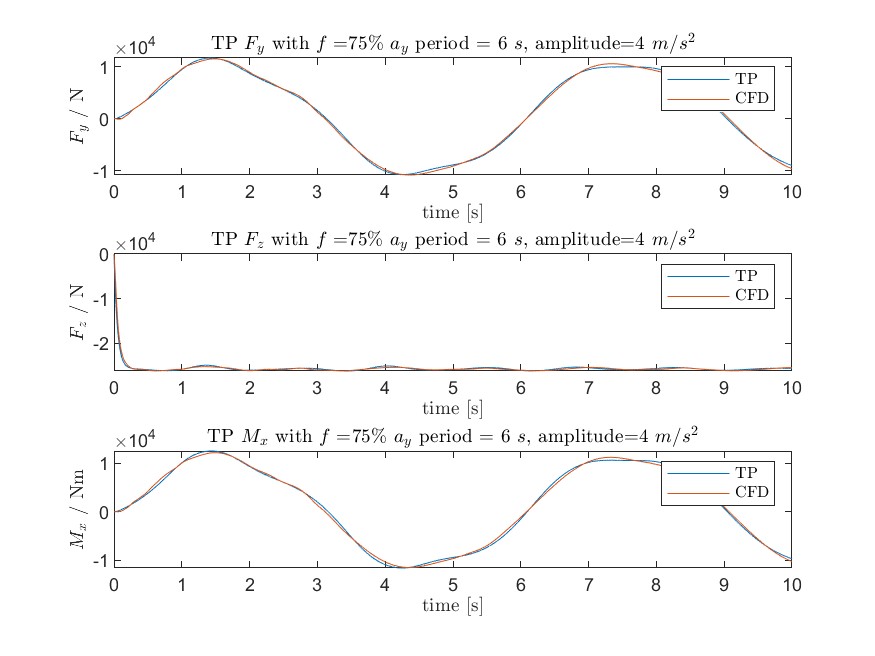 TP F_y with f =75% a_y period = 6 s, amplitude=4 m/s^2
×10^4
1
0
-1
F_y / N
TP
CFD
0 1 2 3 4 5 6 7 8 9 10
time [s]
TP F_z with f =75% a_y period = 6 s, amplitude=4 m/s^2
×10^4
0
-1
-2
F_z / N
TP
CFD
0 1 2 3 4 5 6 7 8 9 10
time [s]
TP M_x with f =75% a_y period = 6 s, amplitude=4 m/s^2
×10^4
1
0
-1
M_x / Nm
TP
CFD
0 1 2 3 4 5 6 7 8 9 10
time [s]